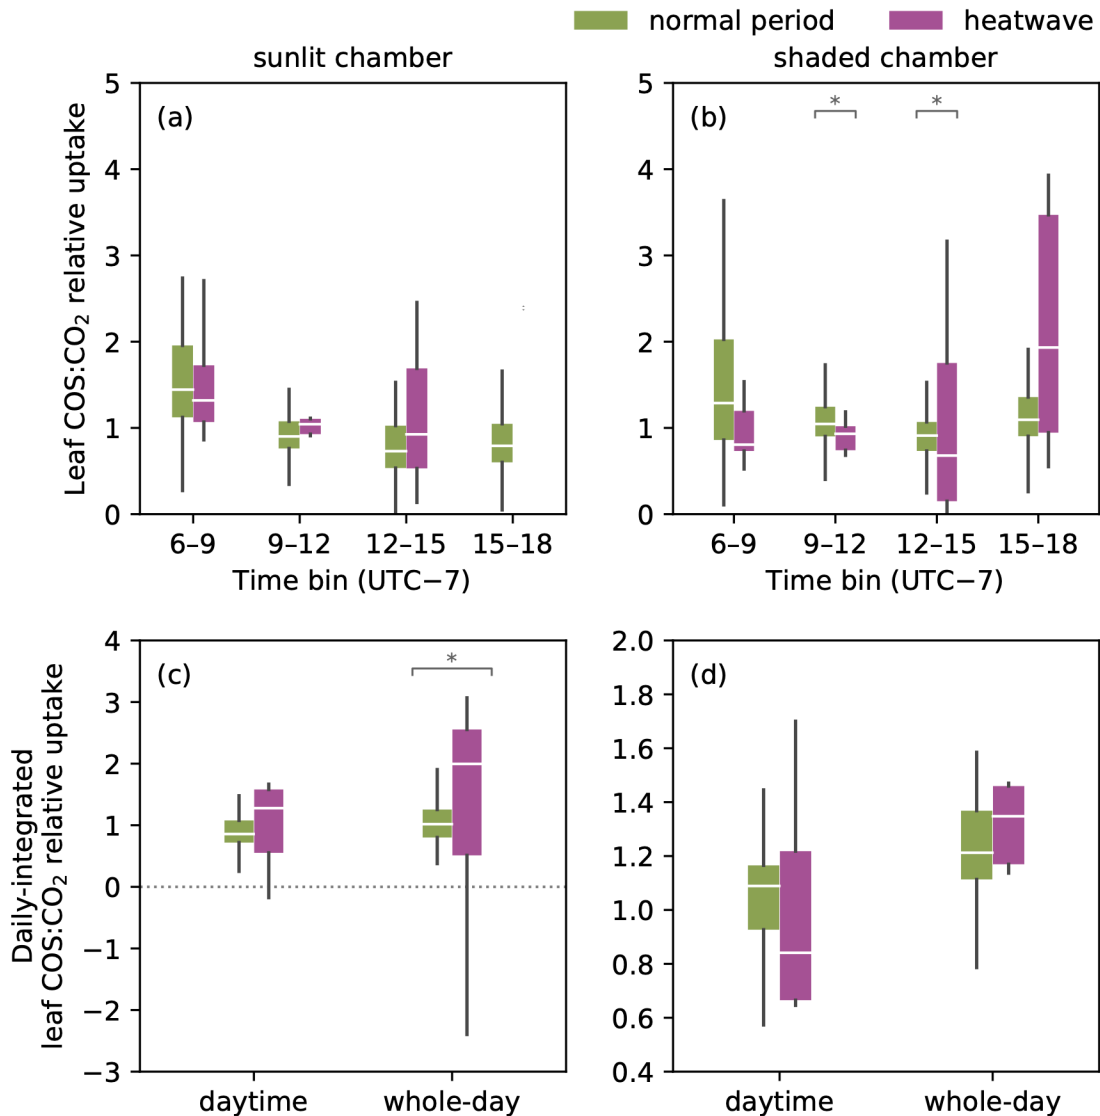 normal period heatwave
sunlit chamber
(a)
Leaf COS:CO₂ relative uptake
5
4
3
2
1
0
6–9 9–12 12–15 15–18
Time bin (UTC−7)
shaded chamber
(b)
* *
5
4
3
2
1
0
6–9 9–12 12–15 15–18
Time bin (UTC−7)
(c)
*
Daily-integrated
leaf COS:CO₂ relative uptake
4
3
2
1
0
−1
−2
−3
daytime whole-day
(d)
2.0
1.8
1.6
1.4
1.2
1.0
0.8
0.6
0.4
daytime whole-day